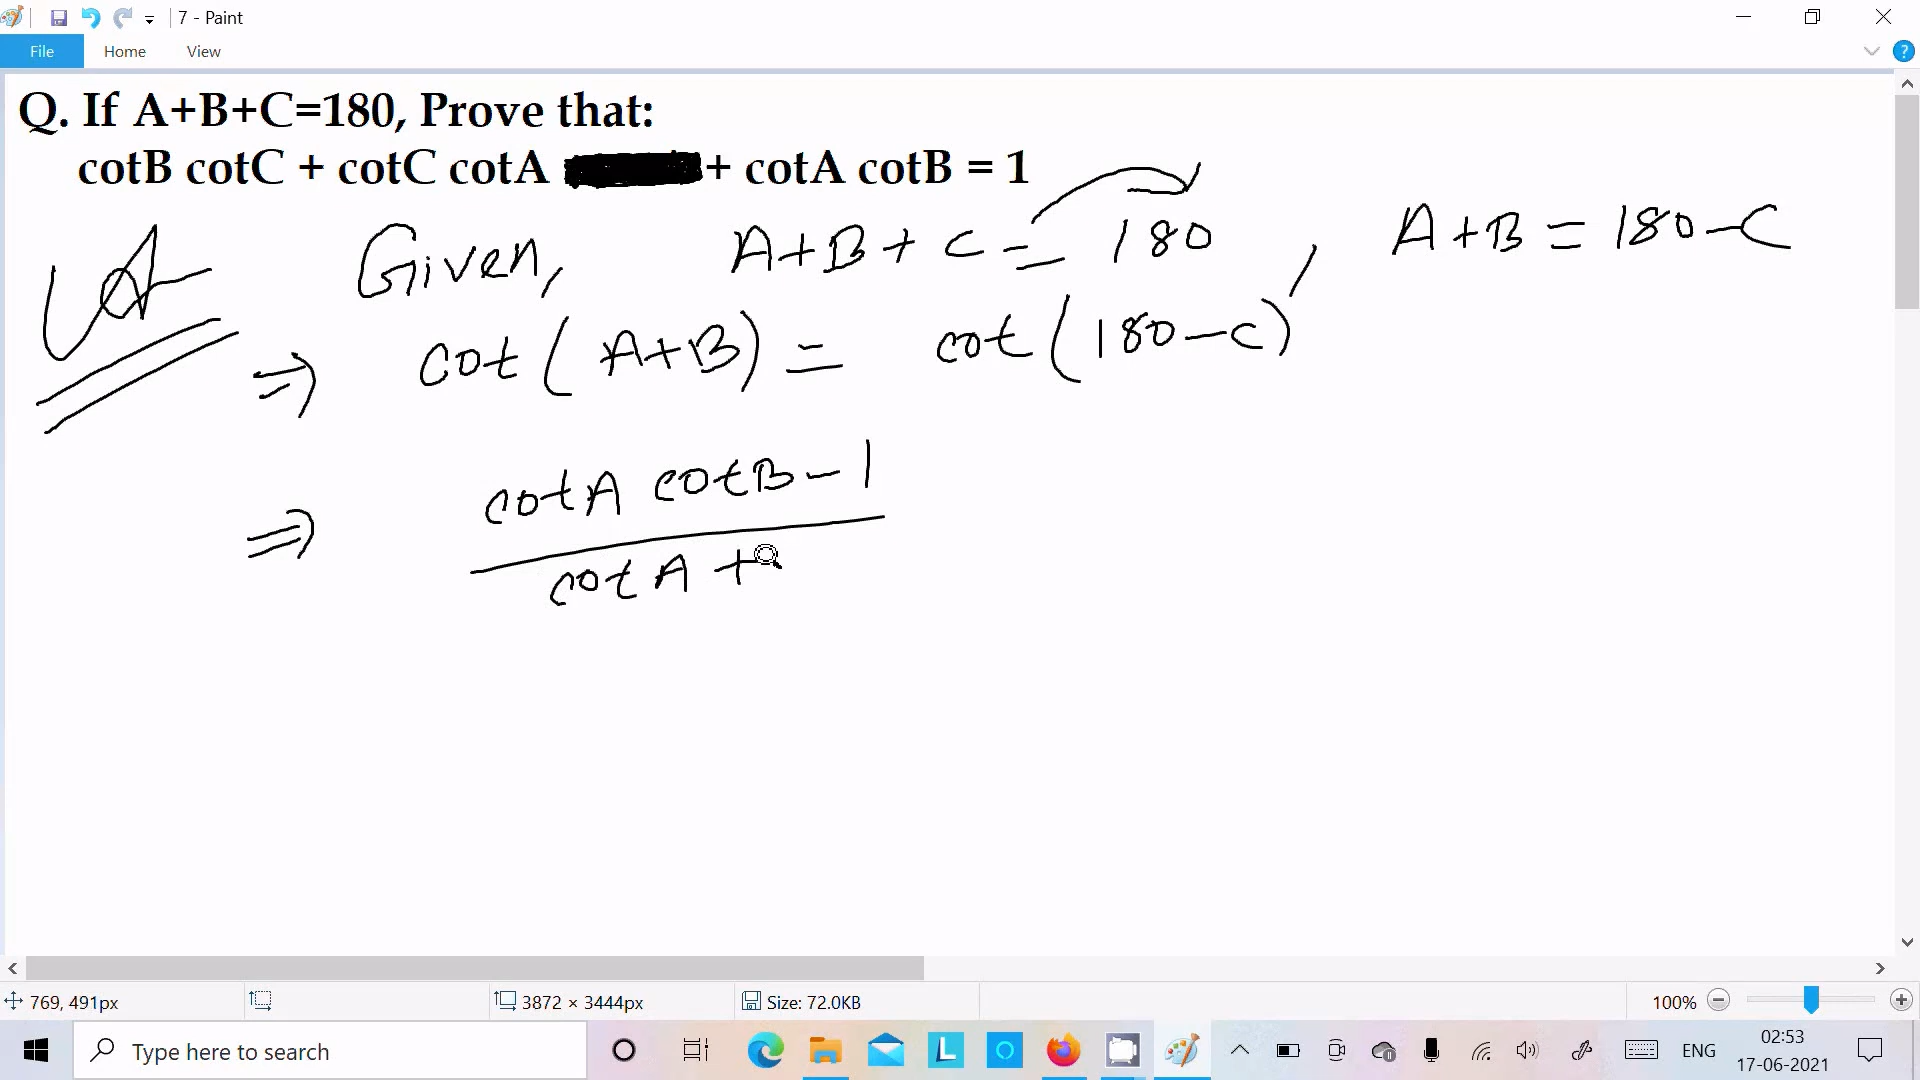 7 - Paint
File Home View
Q. If A+B+C=180, Prove that:
cotB cotC + cotC cotA + cotA cotB = 1
Given, A+B+C = 180, A+B = 180-C
⇒ cot(A+B) = cot(180-C)
⇒ cotA cotB-1
cotA +
769, 491px 3872 × 3444px Size: 72.0KB 100%
Type here to search
ENG
02:53
17-06-2021